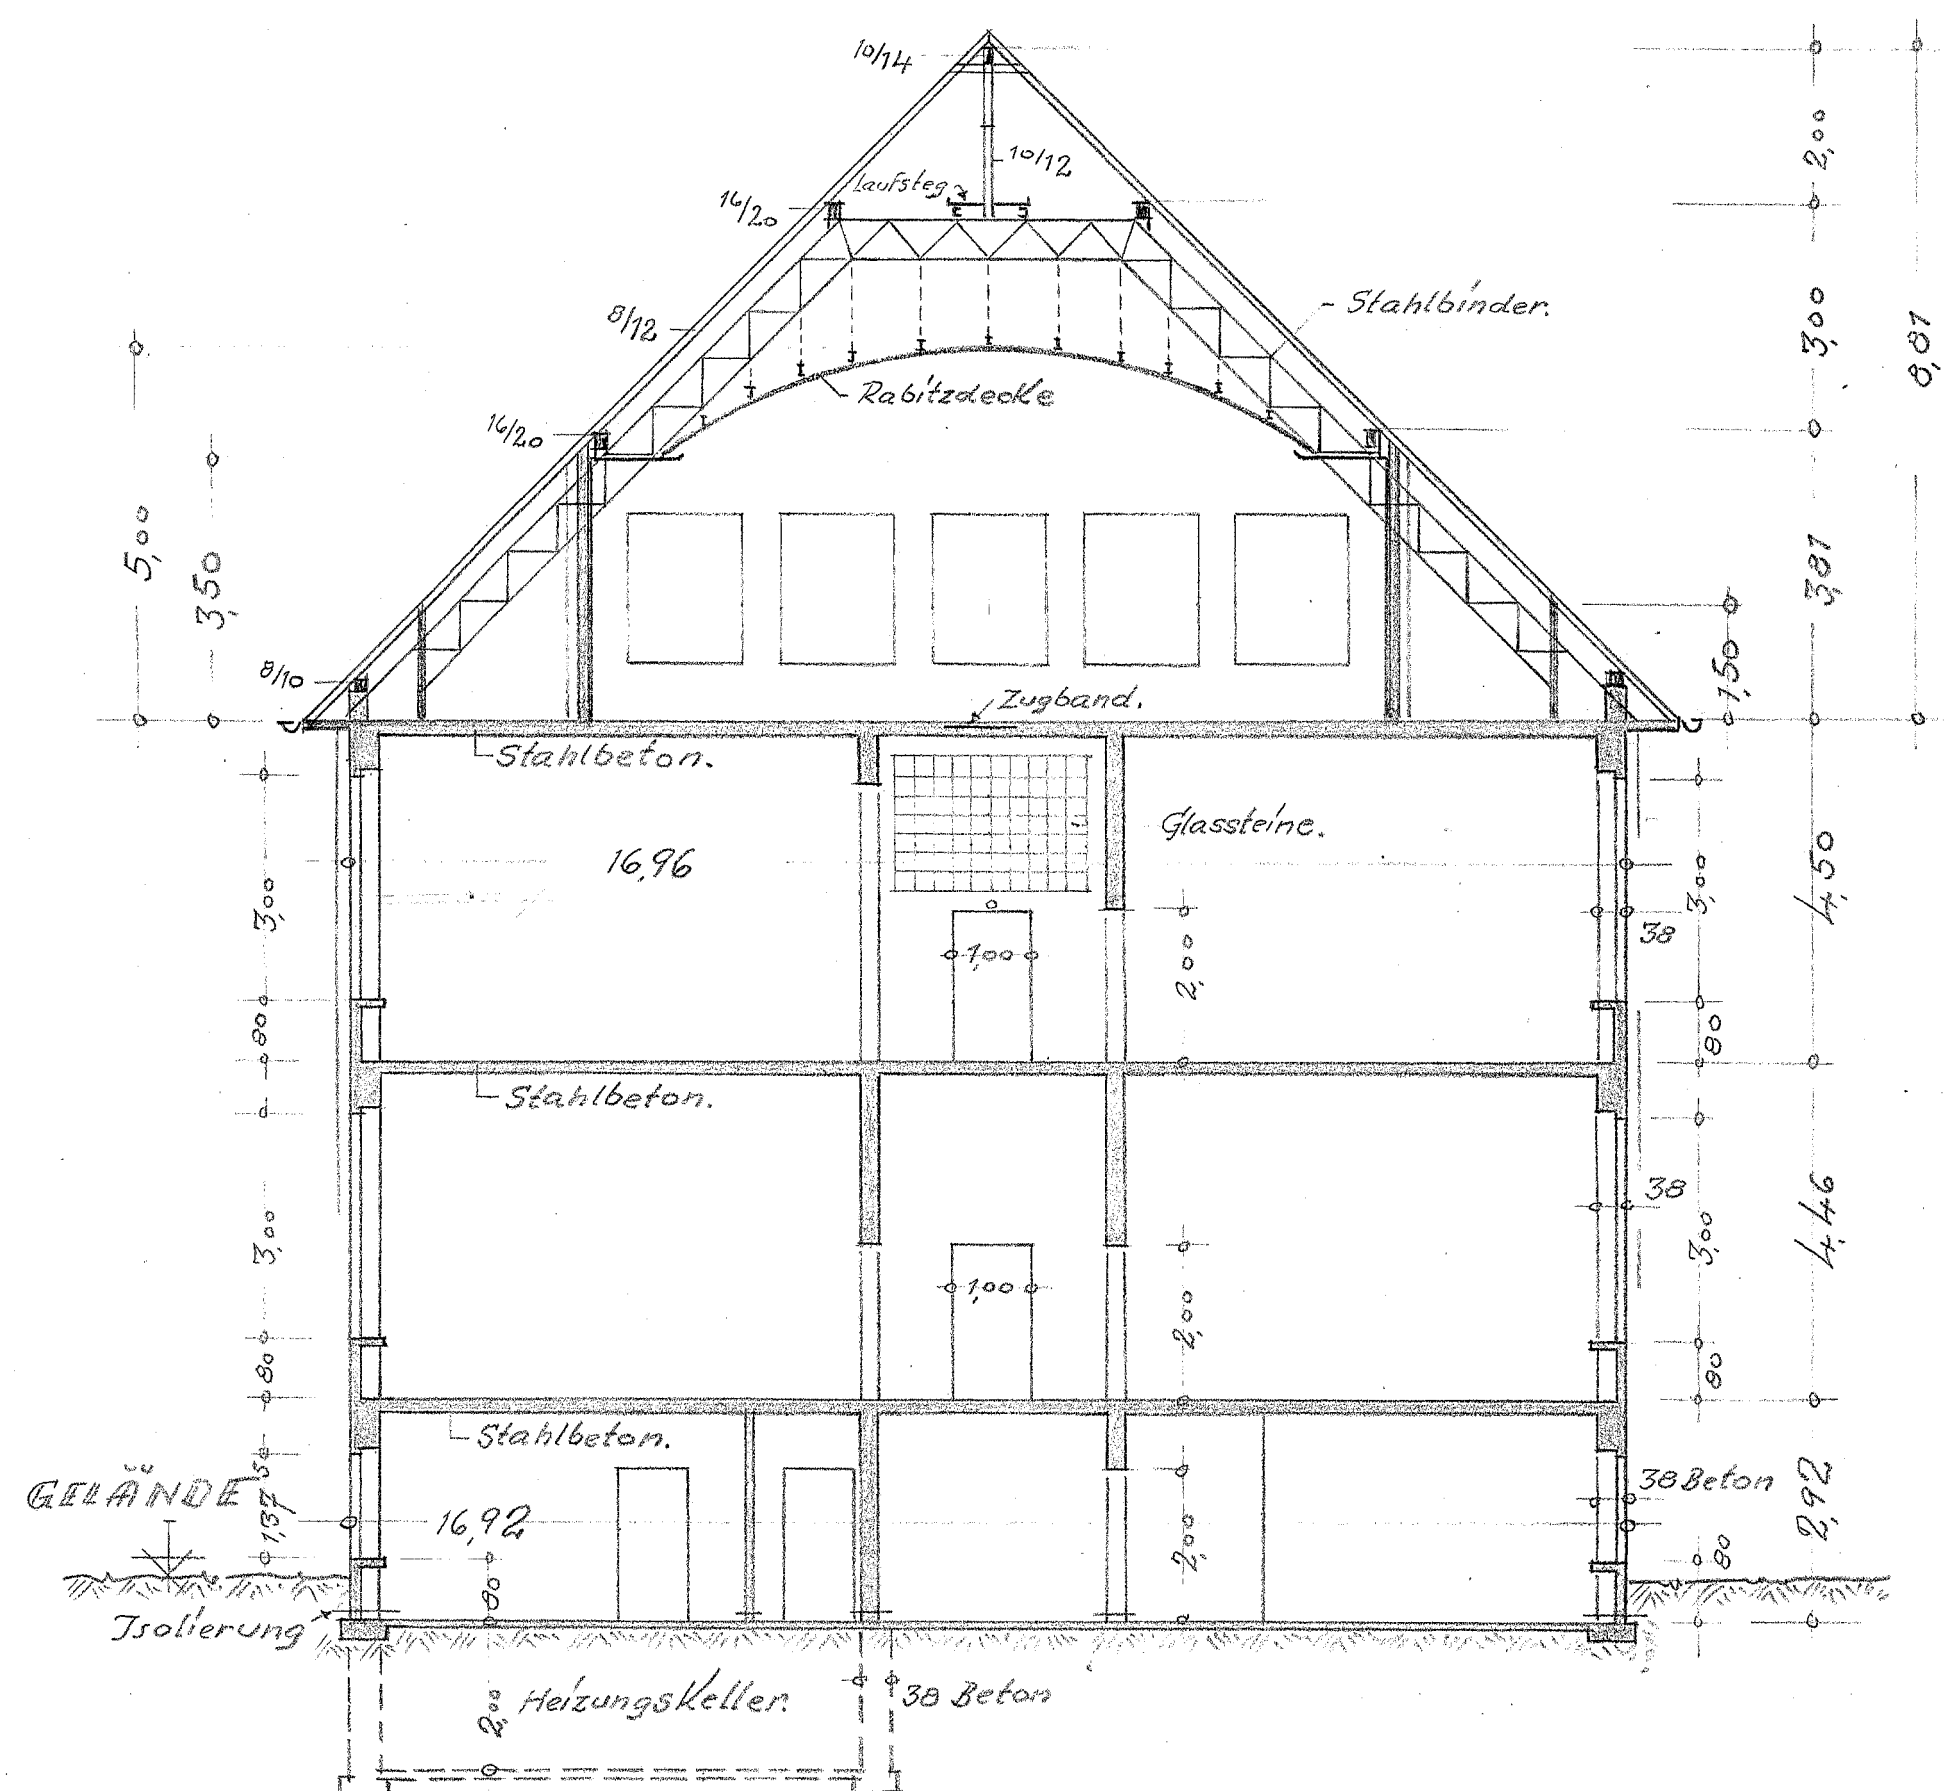 10/14
2,00
10/12
Laufsteg
16/20
Stahlbinder.
3,00
8,81
8/12
Rabitzdecke
16/20
5,00
3,50
3,81
1,50
8/10
Zugband.
Stahlbeton.
Glassteine.
16,96
3,00
3,00
4,50
38
1,00
2,00
80
80
Stahlbeton.
38
3,00
3,00
4,46
1,00
2,00
80
80
Stahlbeton.
GELÄNDE
50
38 Beton
2,92
1,37
16,92
2,00
80
80
Isolierung
Heizungskeller.
2,00
38 Beton